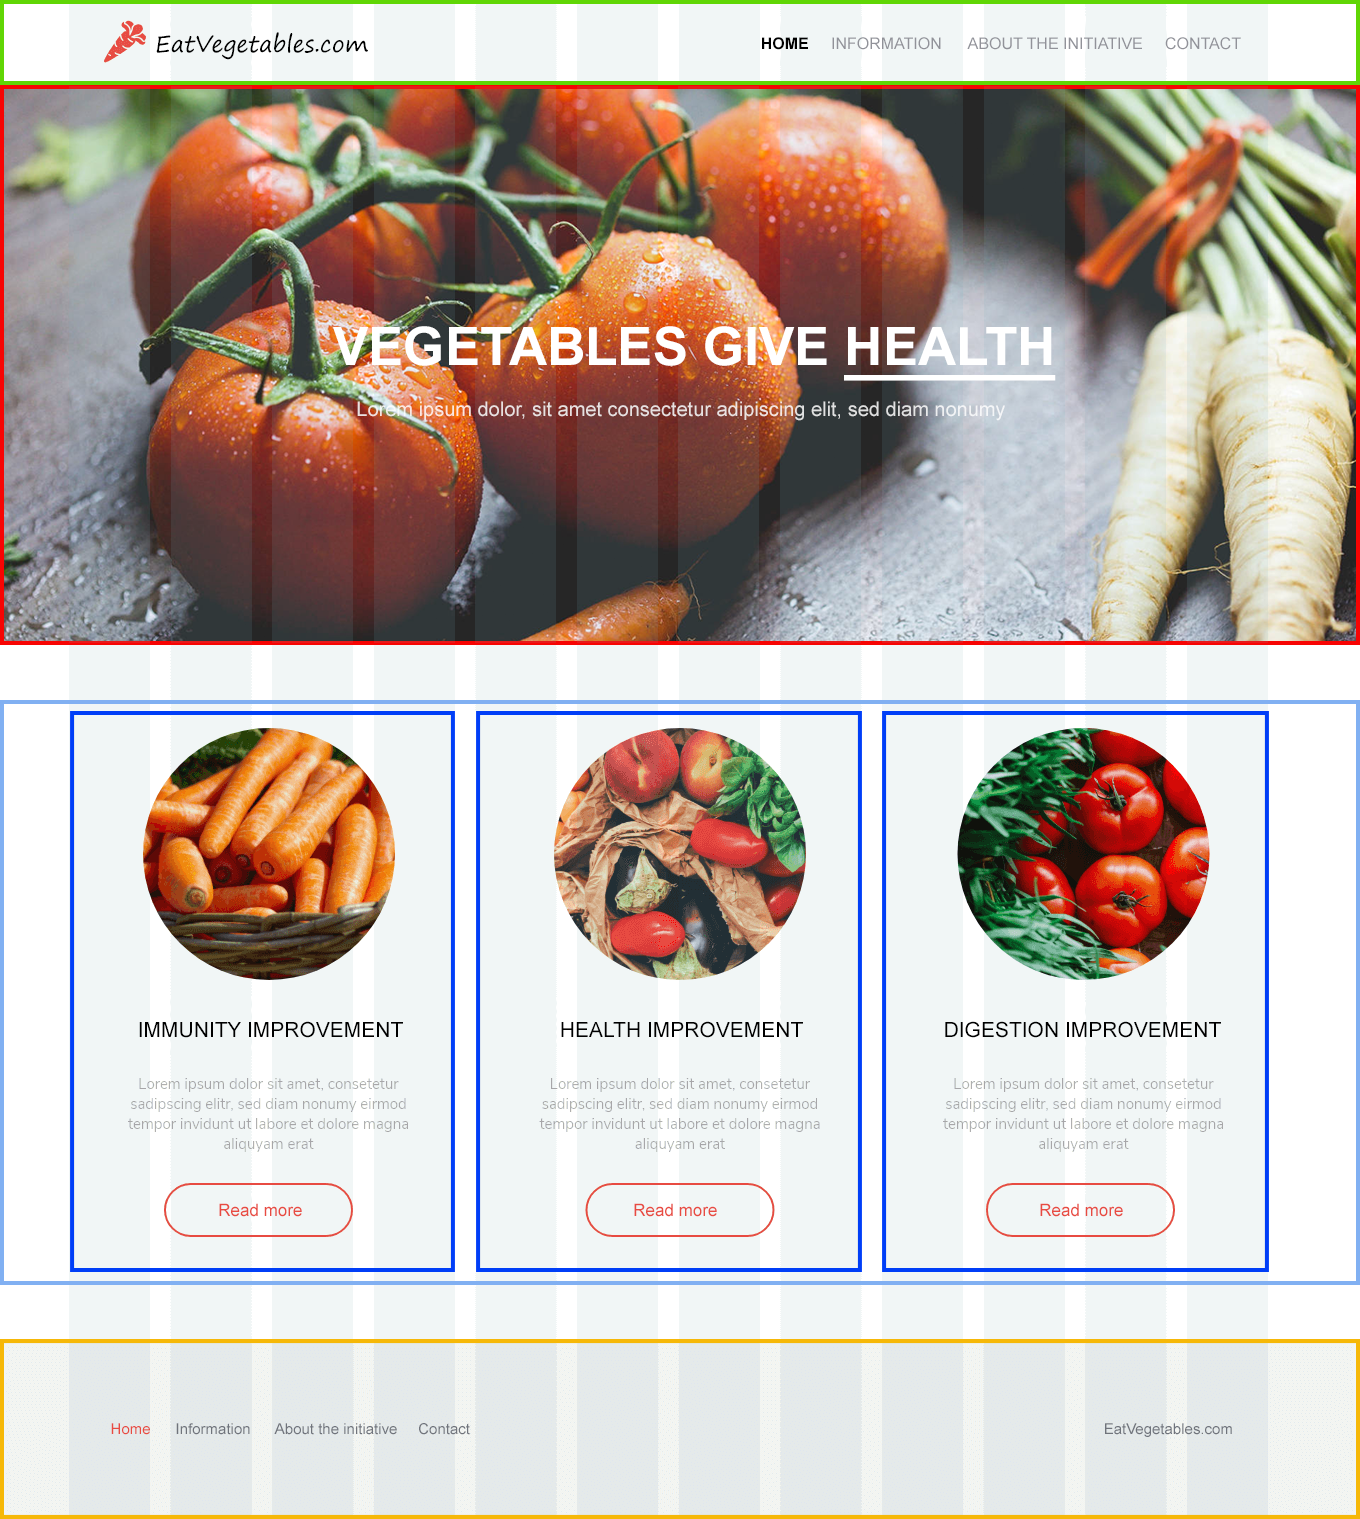 EatVegetables.com
HOME INFORMATION ABOUT THE INITIATIVE CONTACT
VEGETABLES GIVE HEALTH
Lorem ipsum dolor, sit amet consectetur adipiscing elit, sed diam nonumy
IMMUNITY IMPROVEMENT
Lorem ipsum dolor sit amet, consetetur
sadipscing elitr, sed diam nonumy eirmod
tempor invidunt ut labore et dolore magna
aliquyam erat
Read more
HEALTH IMPROVEMENT
Lorem ipsum dolor sit amet, consetetur
sadipscing elitr, sed diam nonumy eirmod
tempor invidunt ut labore et dolore magna
aliquyam erat
Read more
DIGESTION IMPROVEMENT
Lorem ipsum dolor sit amet, consetetur
sadipscing elitr, sed diam nonumy eirmod
tempor invidunt ut labore et dolore magna
aliquyam erat
Read more
Home Information About the initiative Contact
EatVegetables.com